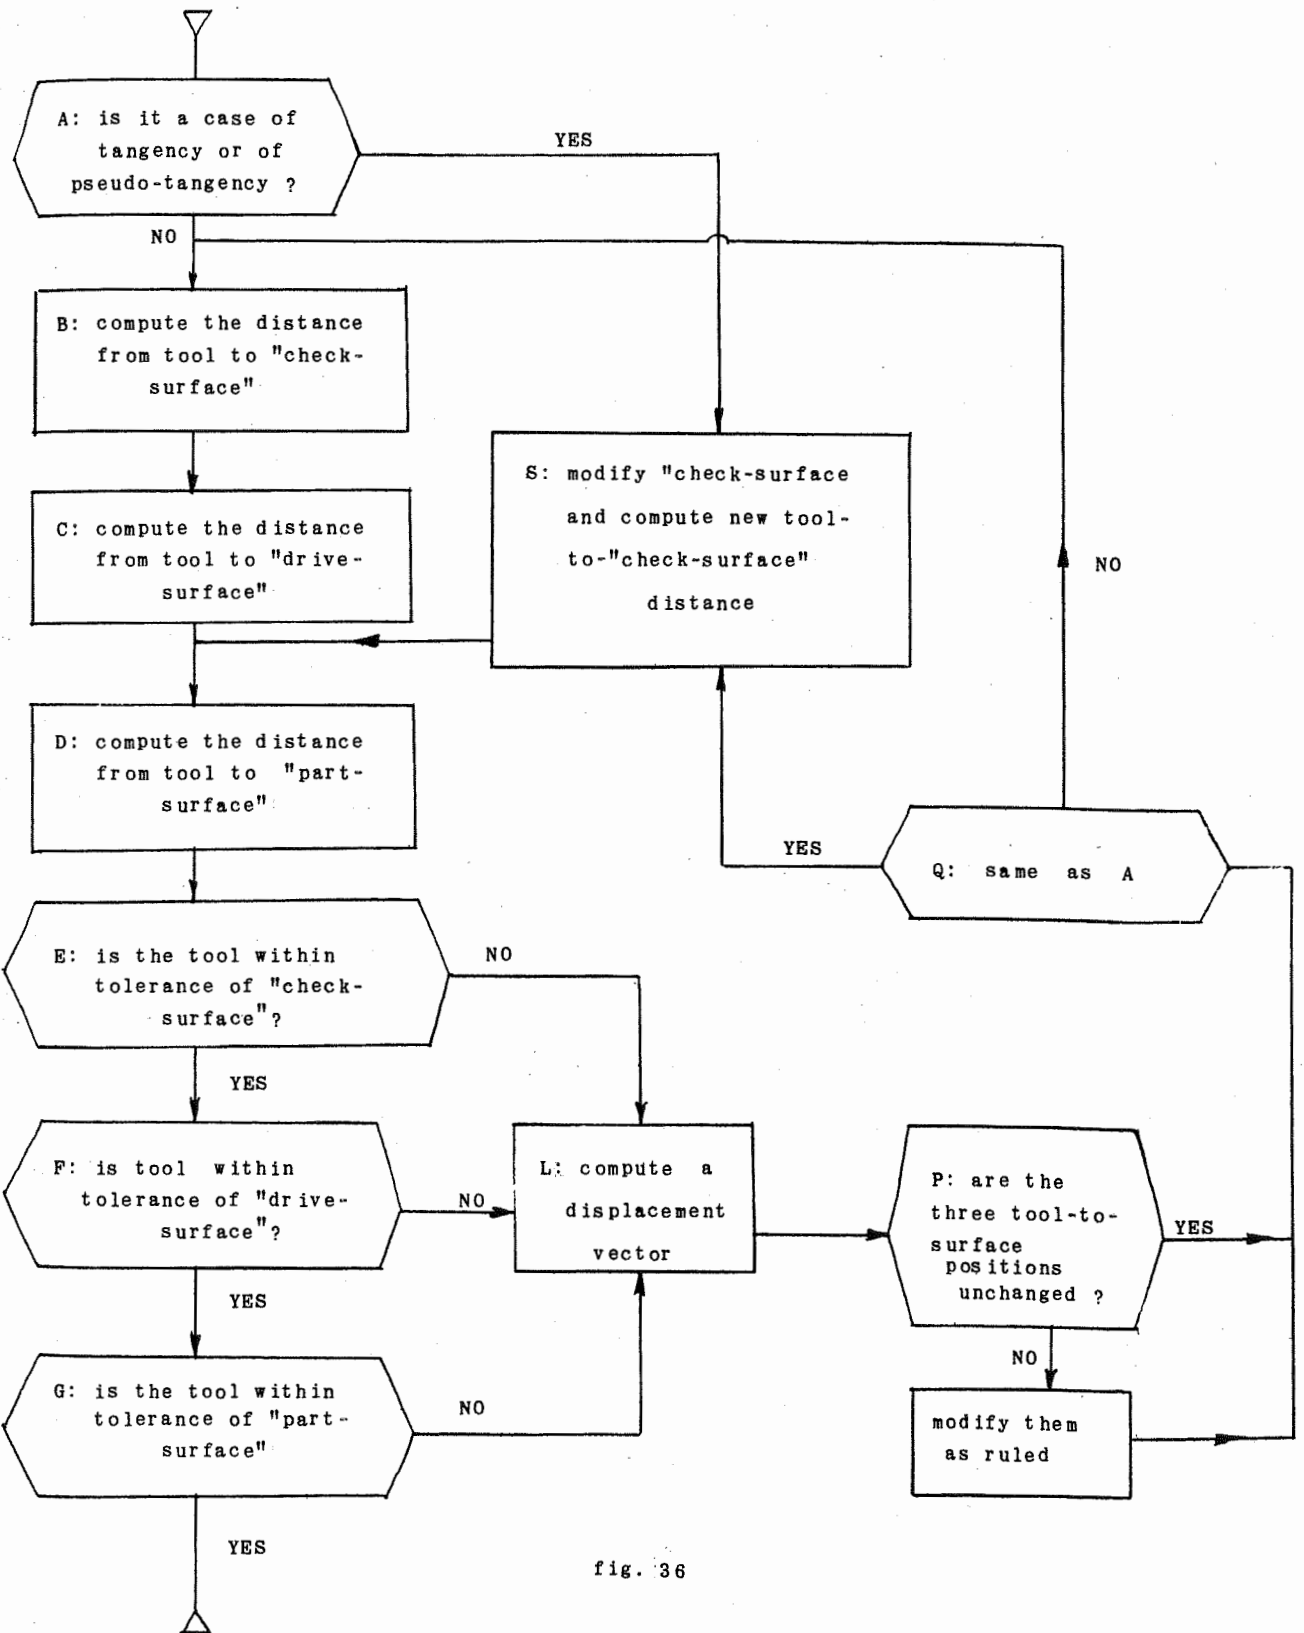 A: is it a case of
tangency or of
pseudo-tangency ?
YES
NO
B: compute the distance
from tool to "check-
surface"
C: compute the distance
from tool to "drive-
surface"
S: modify "check-surface
and compute new tool-
to-"check-surface"
distance
NO
D: compute the distance
from tool to "part-
surface"
YES
Q: same as A
E: is the tool within
tolerance of "check-
surface"?
NO
YES
F: is tool within
tolerance of "drive-
surface"?
NO
L: compute a
displacement
vector
P: are the
three tool-to-
surface
positions
unchanged ?
YES
YES
NO
G: is the tool within
tolerance of "part-
surface"
NO
modify them
as ruled
YES
fig. 36